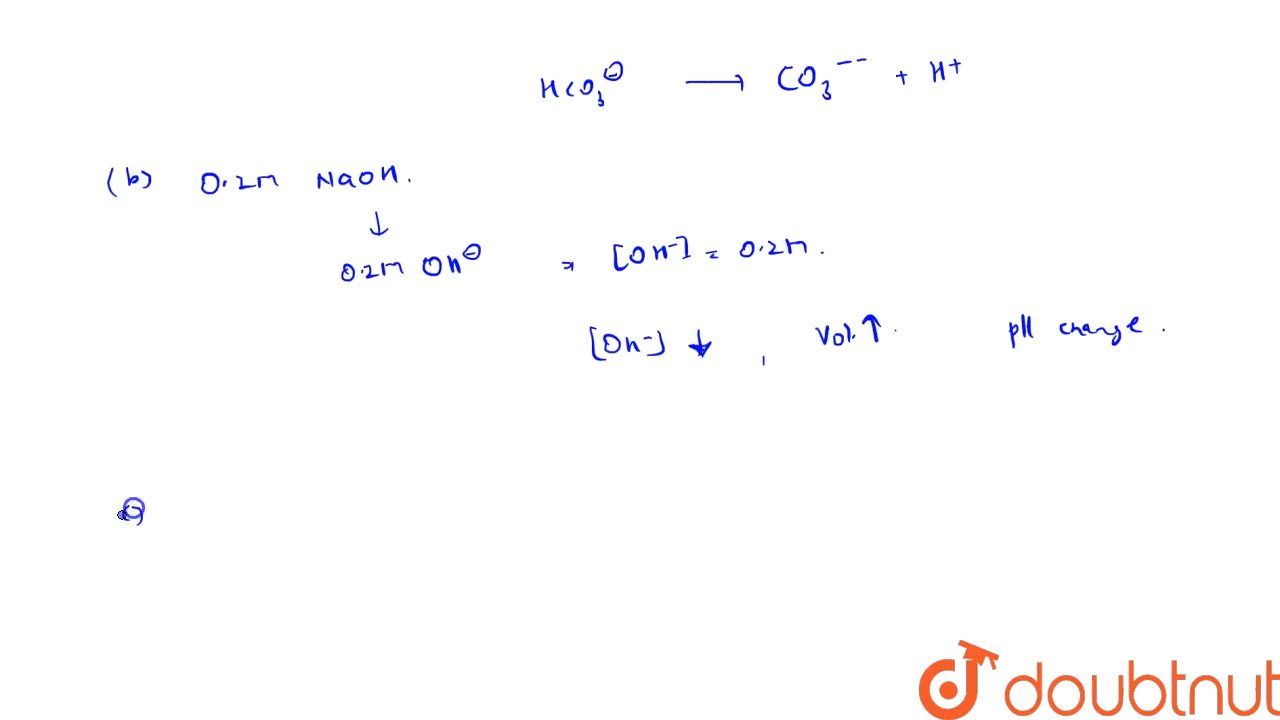 HCO₃⊖ ⟶ CO₃⁻⁻ + H+
(b) 0.2M NaOH.
↓
0.2M OH⊖ ⇒ [OH⁻] = 0.2M.
[OH⁻] ↓ , Vol. ↑. pH change.
doubtnut